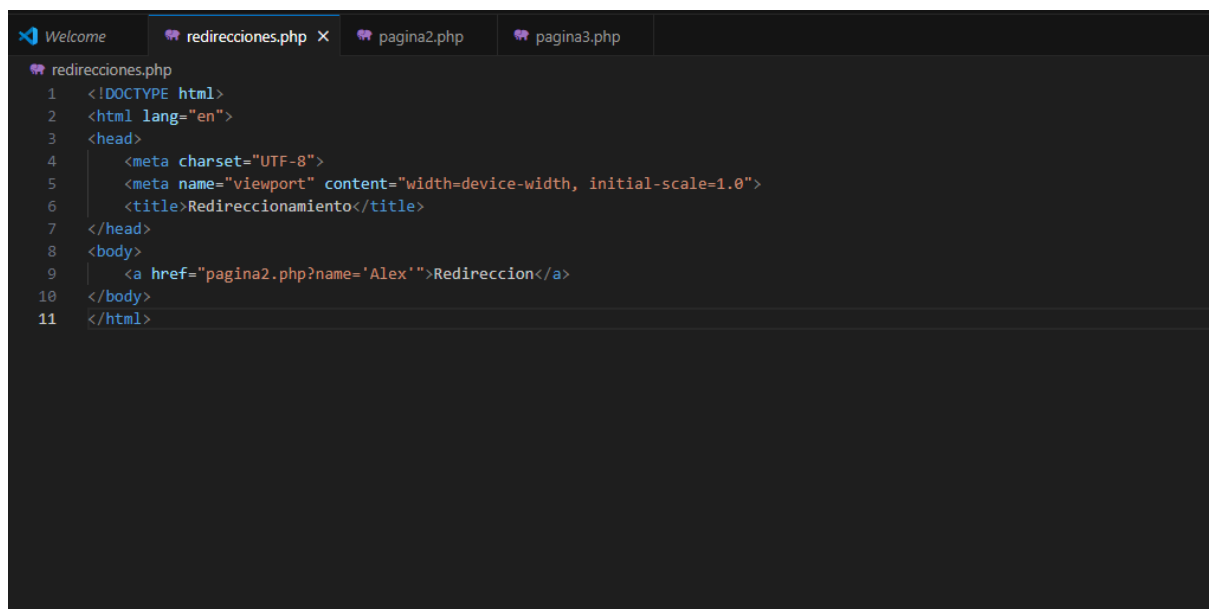 Welcome redirecciones.php pagina2.php pagina3.php
redirecciones.php
1 <!DOCTYPE html>
2 <html lang="en">
3 <head>
4 <meta charset="UTF-8">
5 <meta name="viewport" content="width=device-width, initial-scale=1.0">
6 <title>Redireccionamiento</title>
7 </head>
8 <body>
9 <a href="pagina2.php?name='Alex'">Redireccion</a>
10 </body>
11 </html>